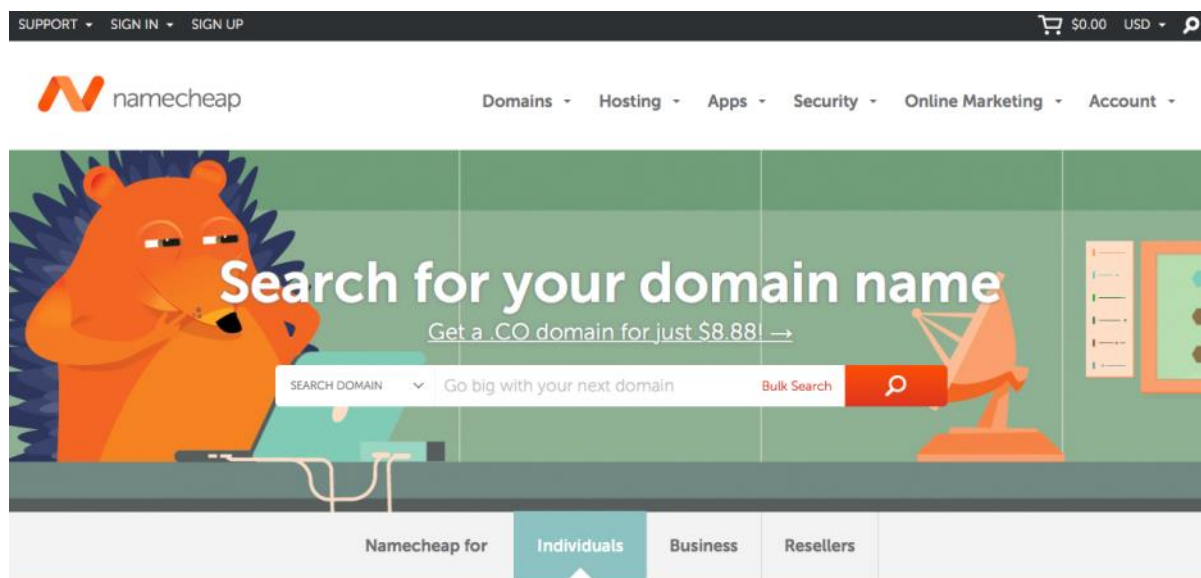 SUPPORT SIGN IN SIGN UP $0.00 USD
namecheap Domains Hosting Apps Security Online Marketing Account
Search for your domain name
Get a .CO domain for just $8.88! →
SEARCH DOMAIN Go big with your next domain Bulk Search
Namecheap for Individuals Business Resellers